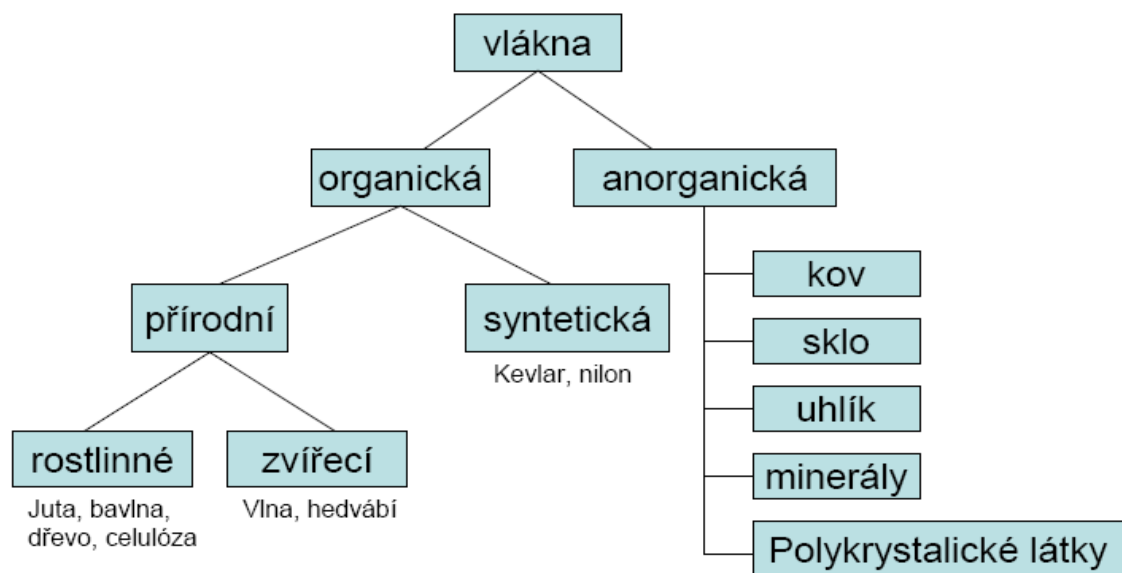 vlákna
organická
anorganická
přírodní
syntetická
Kevlar, nilon
rostlinné
zvířecí
Juta, bavlna,
dřevo, celulóza
Vlna, hedvábí
kov
sklo
uhlík
minerály
Polykrystalické látky